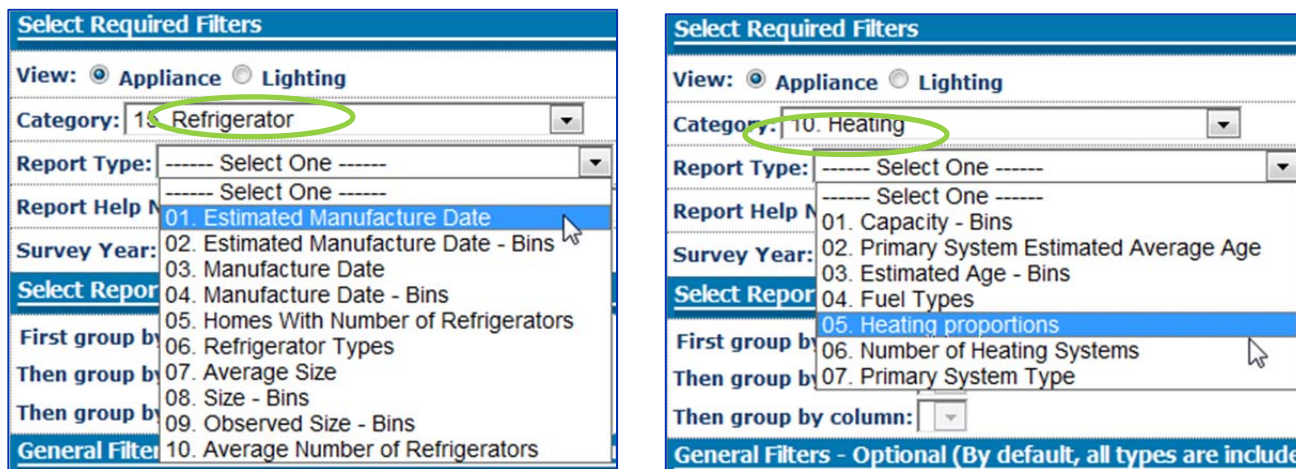 Select Required Filters
View: Appliance Lighting
Category: Refrigerator
Report Type: ------ Select One ------
------ Select One ------
Report Help N
01. Estimated Manufacture Date
02. Estimated Manufacture Date - Bins
Survey Year:
03. Manufacture Date
Select Repor
04. Manufacture Date - Bins
05. Homes With Number of Refrigerators
First group by
06. Refrigerator Types
Then group by
07. Average Size
08. Size - Bins
Then group by
09. Observed Size - Bins
General Filter
10. Average Number of Refrigerators
Select Required Filters
View: Appliance Lighting
Category: 10. Heating
Report Type: ------ Select One ------
------ Select One ------
Report Help N
01. Capacity - Bins
02. Primary System Estimated Average Age
Survey Year:
03. Estimated Age - Bins
Select Repor
04. Fuel Types
05. Heating proportions
First group by
06. Number of Heating Systems
Then group by
07. Primary System Type
Then group by column:
General Filters - Optional (By default, all types are include